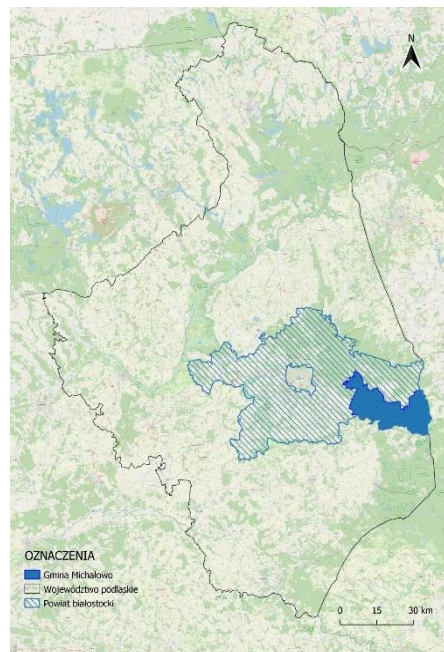 N
OZNACZENIA
Gmina Michałowo
Województwo podlaskie
Powiat białostocki
0 15 30 km